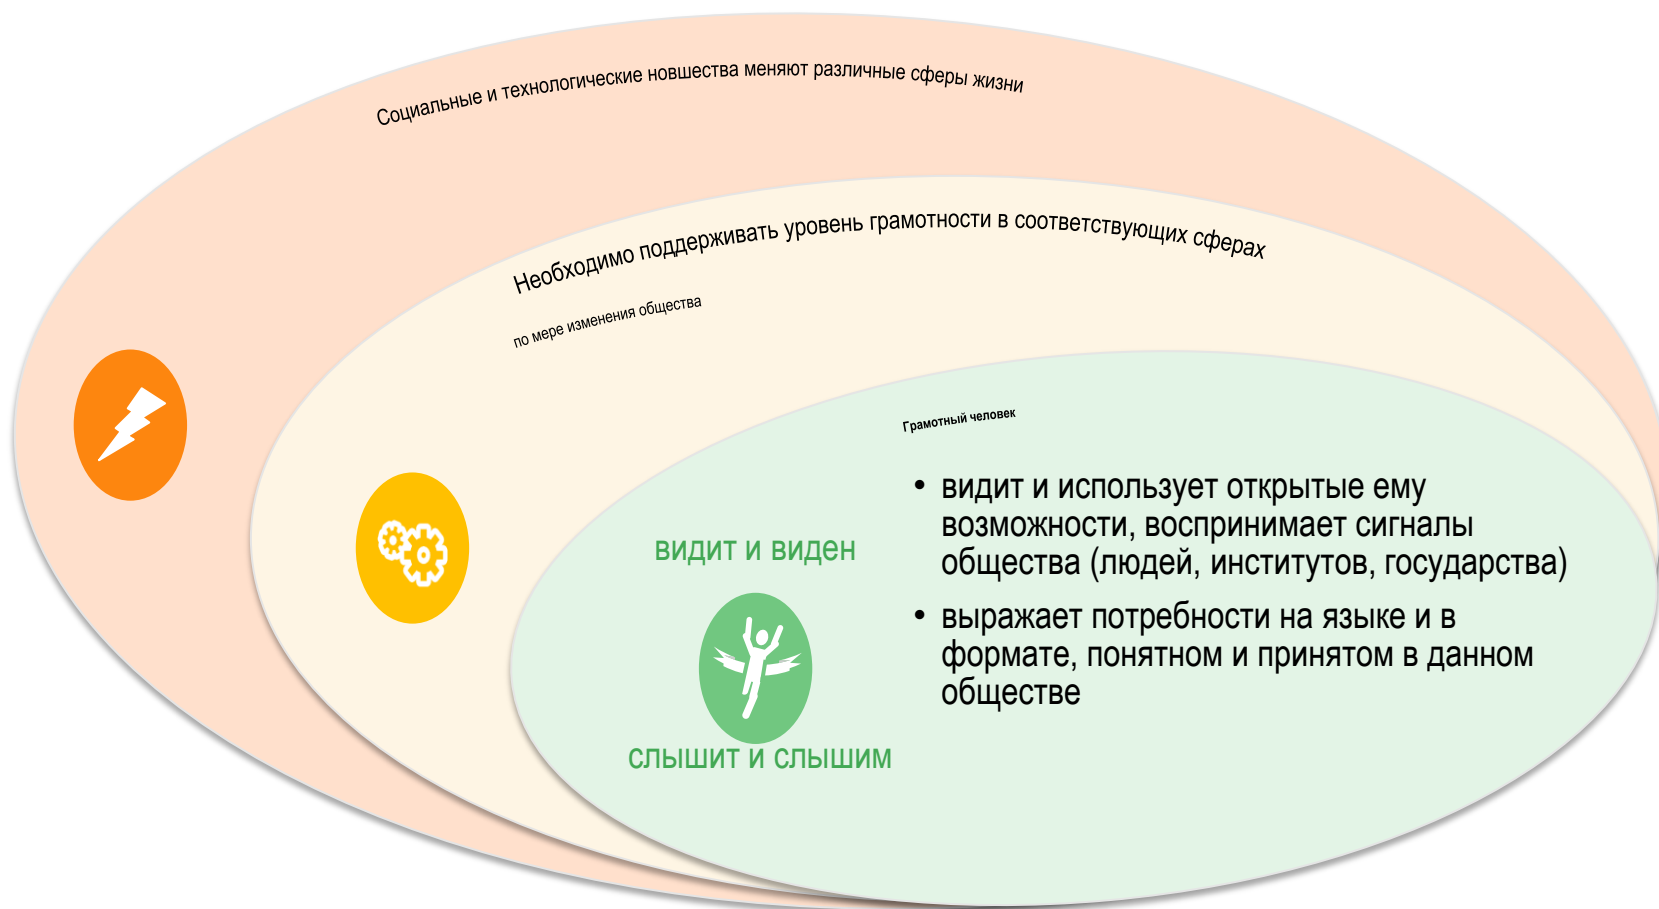 Социальные и технологические новшества меняют различные сферы жизни
Необходимо поддерживать уровень грамотности в соответствующих сферах
по мере изменения общества
Грамотный человек
• видит и использует открытые ему
возможности, воспринимает сигналы
общества (людей, институтов, государства)
• выражает потребности на языке и в
формате, понятном и принятом в данном
обществе
видит и виден
слышит и слышим